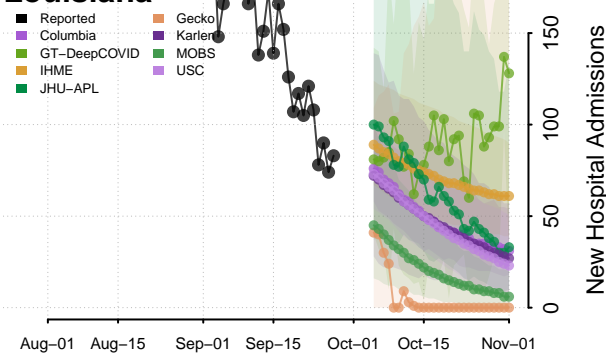 Louisiana
Reported
Columbia
GT−DeepCOVID
IHME
JHU−APL
Gecko
Karlen
MOBS
USC
150
100
50
0
New Hospital Admissions
Aug−01 Aug−15 Sep−01 Sep−15 Oct−01 Oct−15 Nov−01